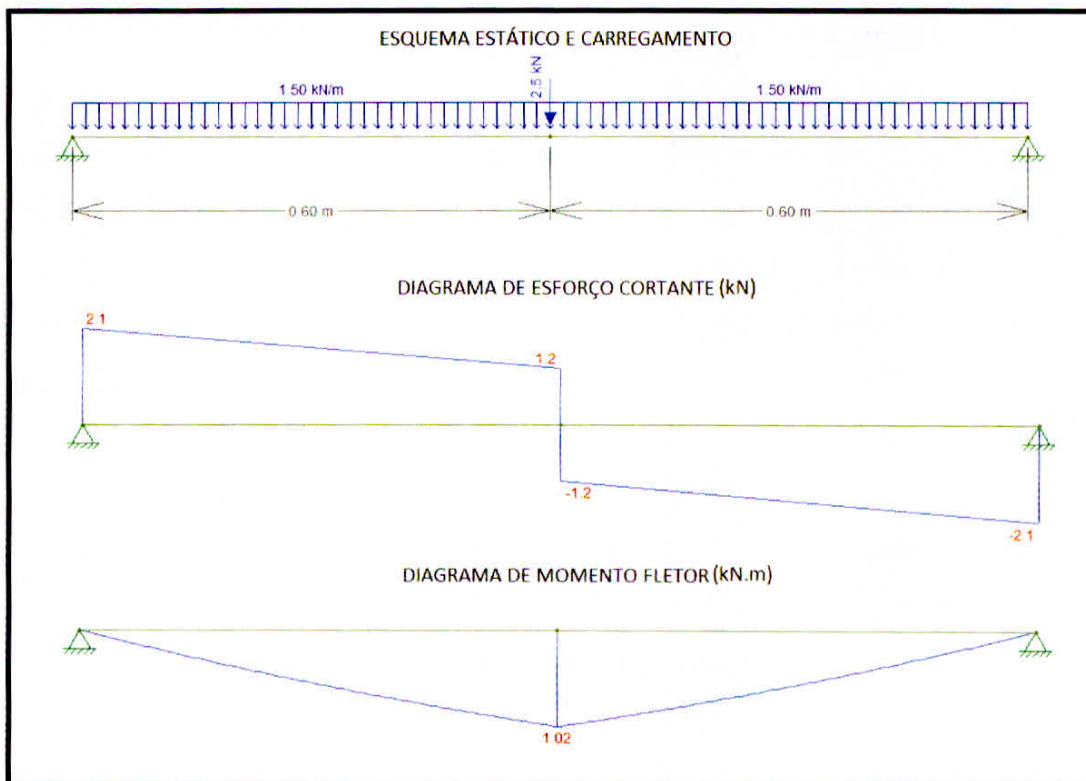 ESQUEMA ESTÁTICO E CARREGAMENTO
2.5 kN
1.50 kN/m
1.50 kN/m
0.60 m
0.60 m
DIAGRAMA DE ESFORÇO CORTANTE (kN)
2.1
1.2
-1.2
-2.1
DIAGRAMA DE MOMENTO FLETOR (kN.m)
1.02